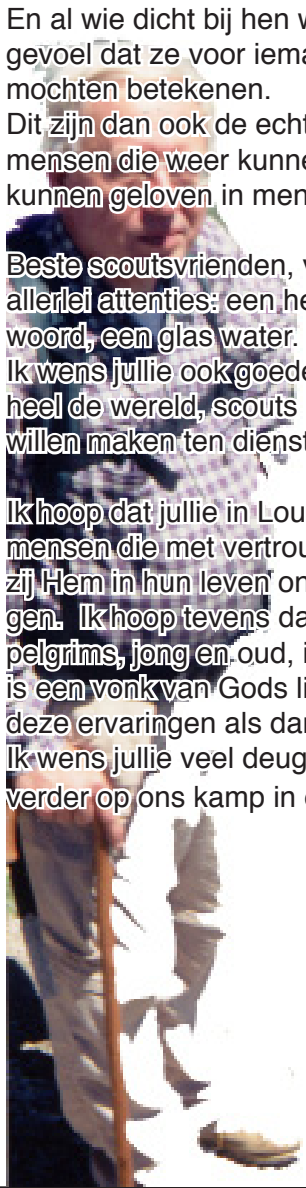 En al wie dicht bij hen w
gevoel dat ze voor iema
mochten betekenen.
Dit zijn dan ook de echt
mensen die weer kunne
kunnen geloven in men
Beste scoutsvrienden, v
allerlei attenties: een he
woord, een glas water.
Ik wens jullie ook goede
heel de wereld, scouts
willen maken ten dienst
Ik hoop dat jullie in Lou
mensen die met vertrou
zij Hem in hun leven on
gen. Ik hoop tevens da
pelgrims, jong en oud, i
is een vonk van Gods li
deze ervaringen als dan
Ik wens jullie veel deug
verder op ons kamp in